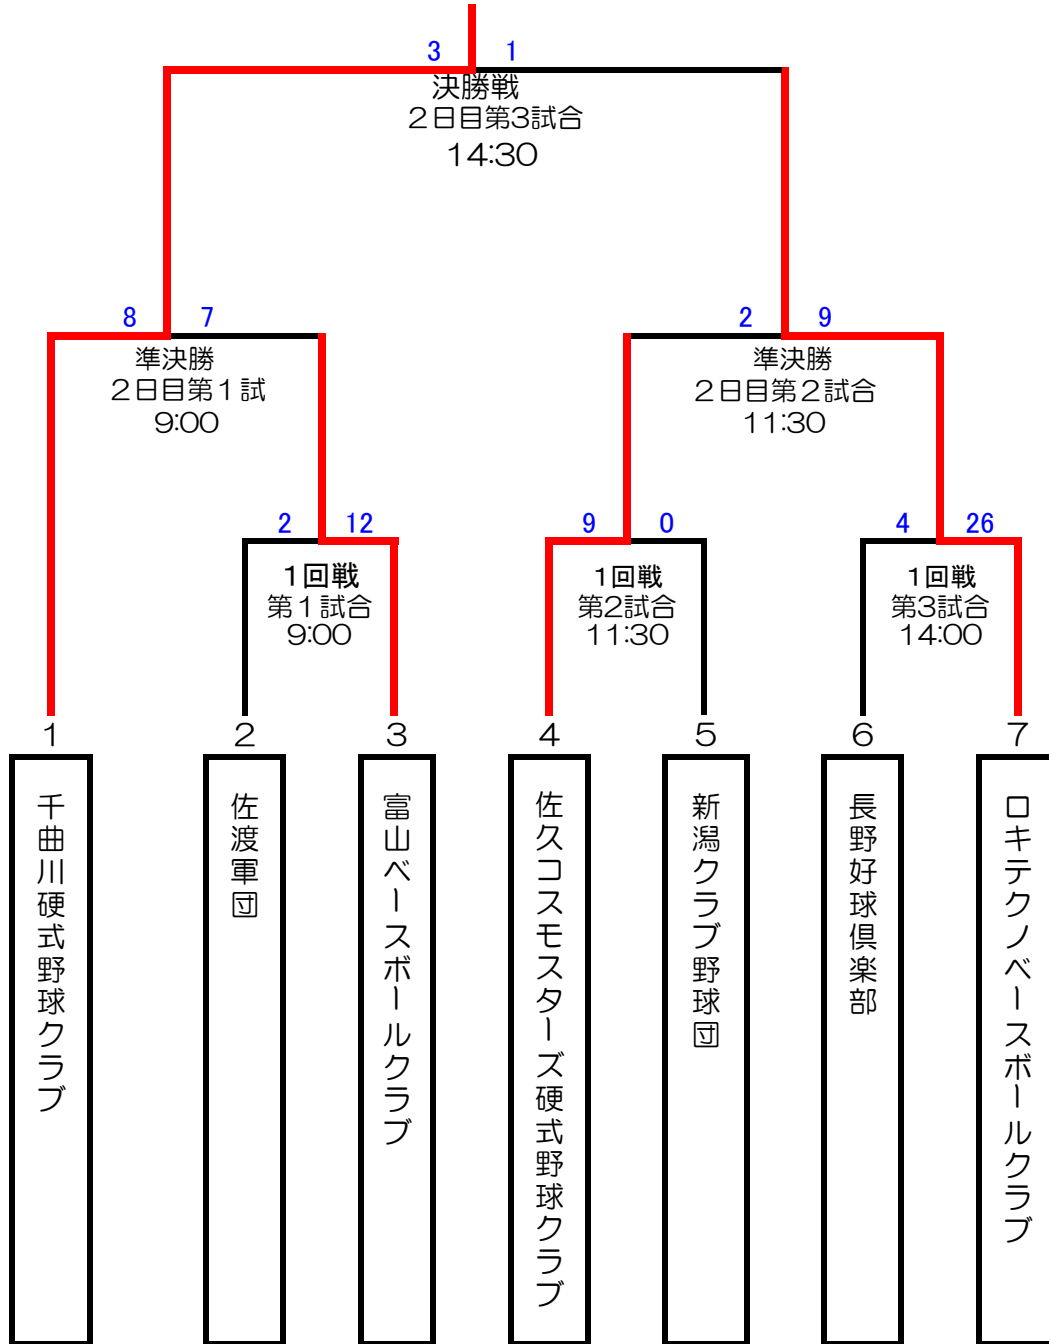 3 1
決勝戦
２日目第3試合
14:30
8 7
準決勝
２日目第１試
9:00
2 9
準決勝
２日目第２試合
11:30
2 12
1回戦
第１試合
9:00
9 0
1回戦
第2試合
11:30
4 26
1回戦
第3試合
14:00
1
2
3
4
5
6
7
千曲川硬式野球クラブ
佐渡軍団
富山ベースボールクラブ
佐久コスモスターズ硬式野球クラブ
新潟クラブ野球団
長野好球倶楽部
ロキテクノベースボールクラブ